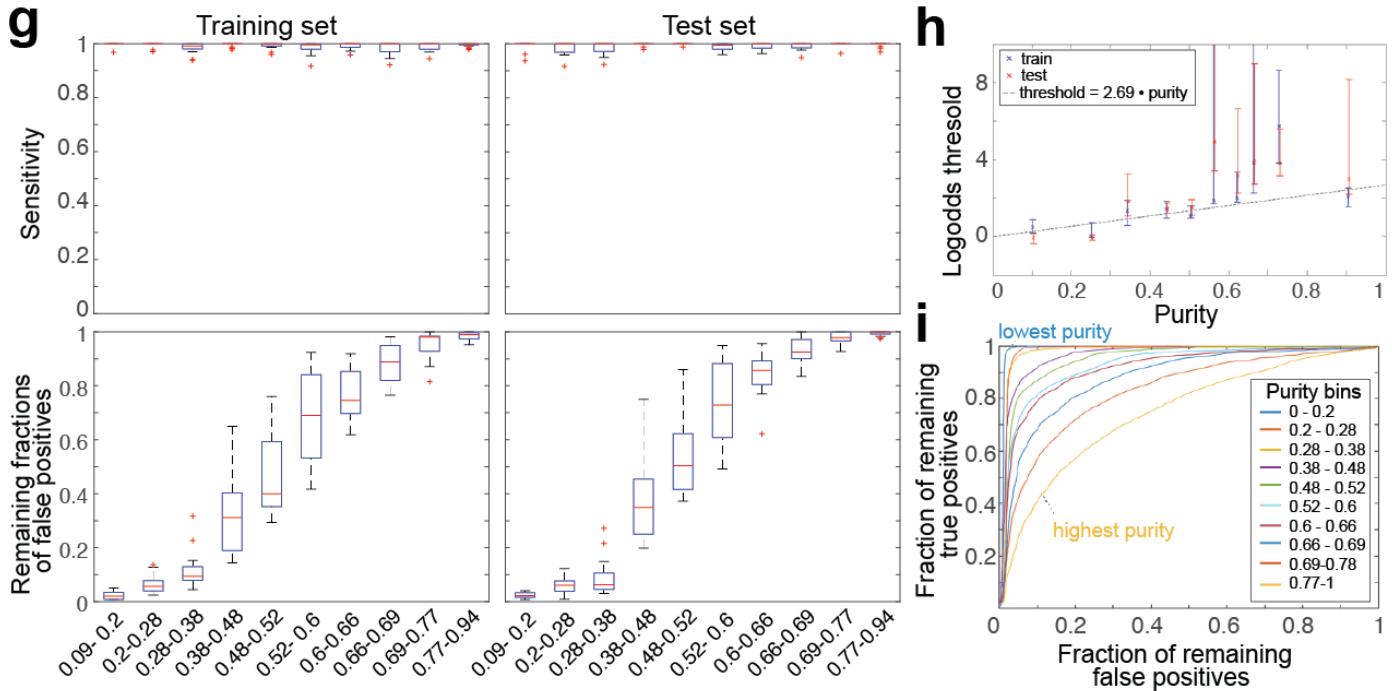 g
Training set
Test set
Sensitivity
1
0.8
0.6
0.4
0.2
0
Remaining fractions
of false positives
1
0.8
0.6
0.4
0.2
0
0.09- 0.2
0.2-0.28
0.28-0.38
0.38-0.48
0.48-0.52
0.52- 0.6
0.6-0.66
0.66-0.69
0.69-0.77
0.77-0.94
0.09- 0.2
0.2-0.28
0.28-0.38
0.38-0.48
0.48-0.52
0.52- 0.6
0.6-0.66
0.66-0.69
0.69-0.77
0.77-0.94
h
train
test
threshold = 2.69 • purity
Logodds thresold
8
4
0
0
0.2
0.4
0.6
0.8
1
Purity
i
lowest purity
highest purity
Fraction of remaining
true positives
1
0.8
0.6
0.4
0.2
Purity bins
0 - 0.2
0.2 - 0.28
0.28 - 0.38
0.38 - 0.48
0.48 - 0.52
0.52 - 0.6
0.6 - 0.66
0.66 - 0.69
0.69-0.78
0.77-1
0
0.2
0.4
0.6
0.8
1
Fraction of remaining
false positives